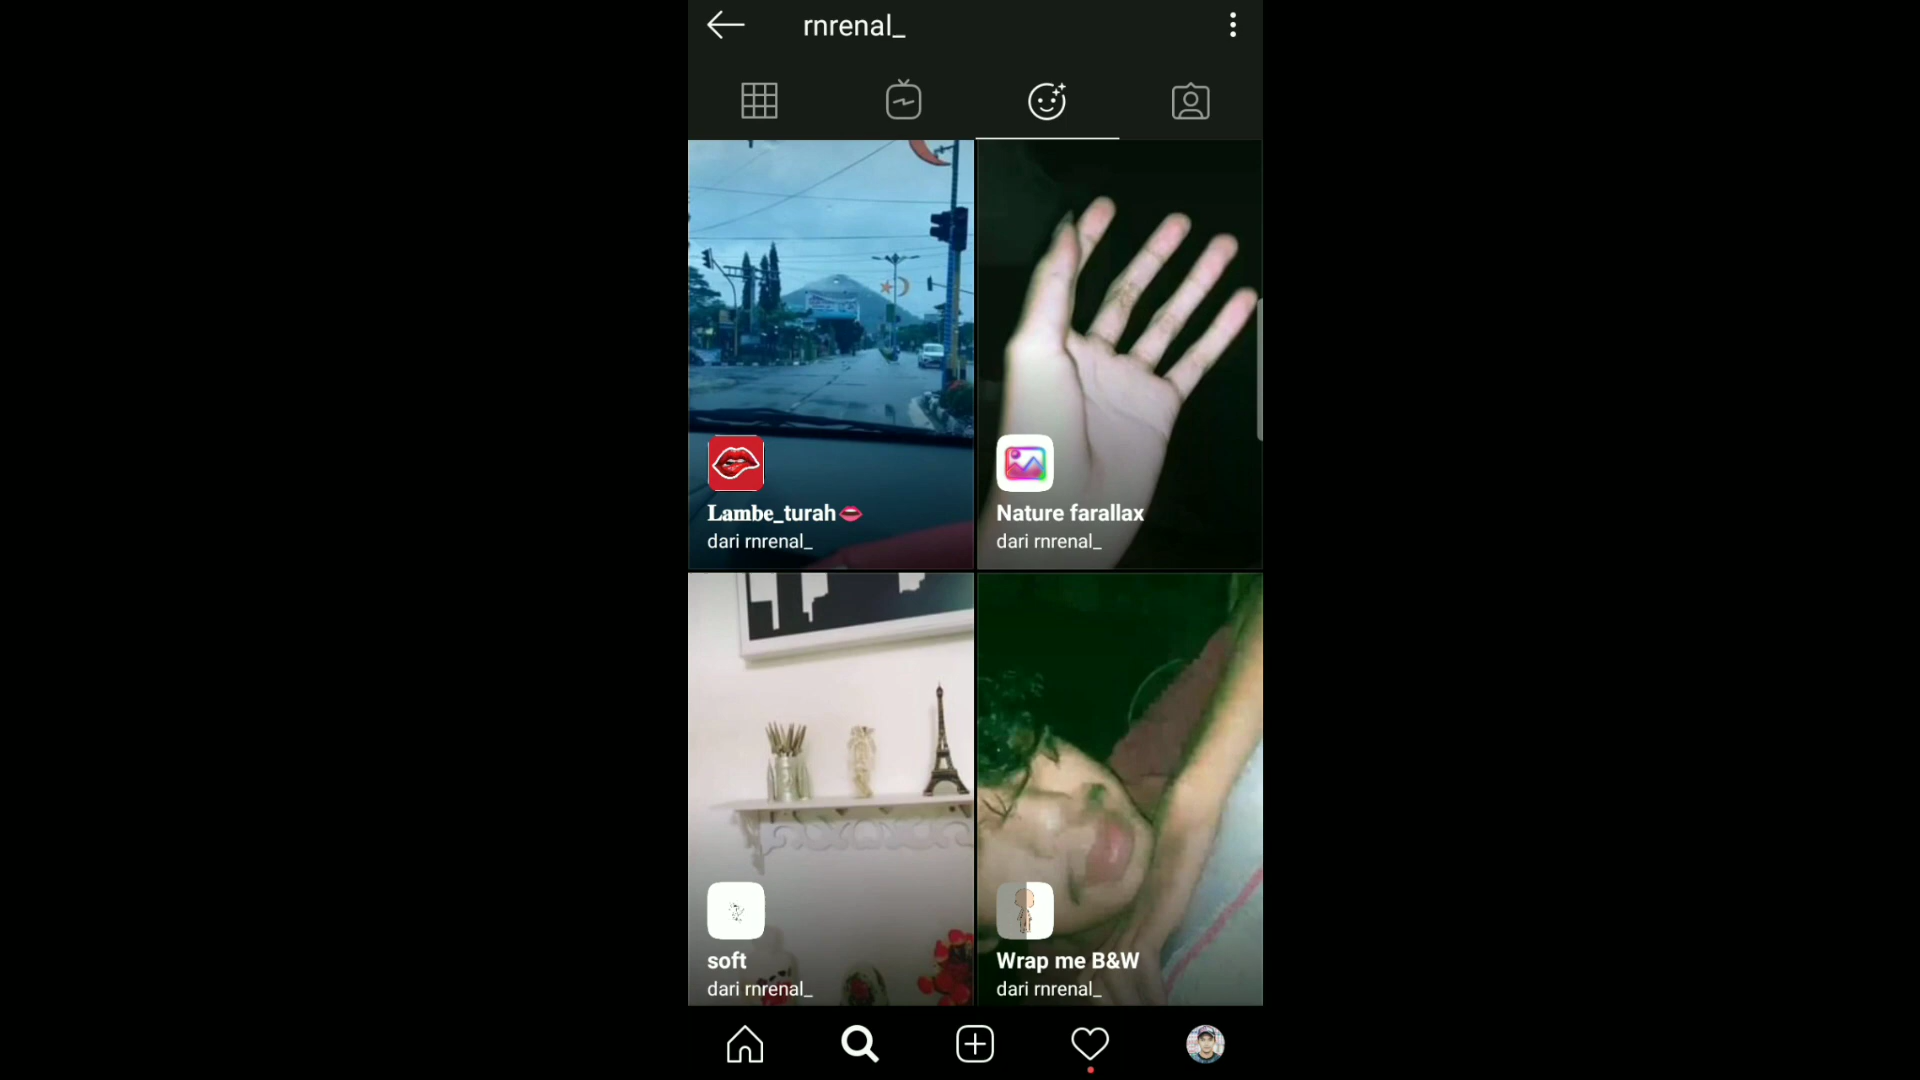 rnrenal_
𝐋𝐚𝐦𝐛𝐞_turah👄
dari rnrenal_
Nature farallax
dari rnrenal_
soft
dari rnrenal_
Wrap me B&W
dari rnrenal_